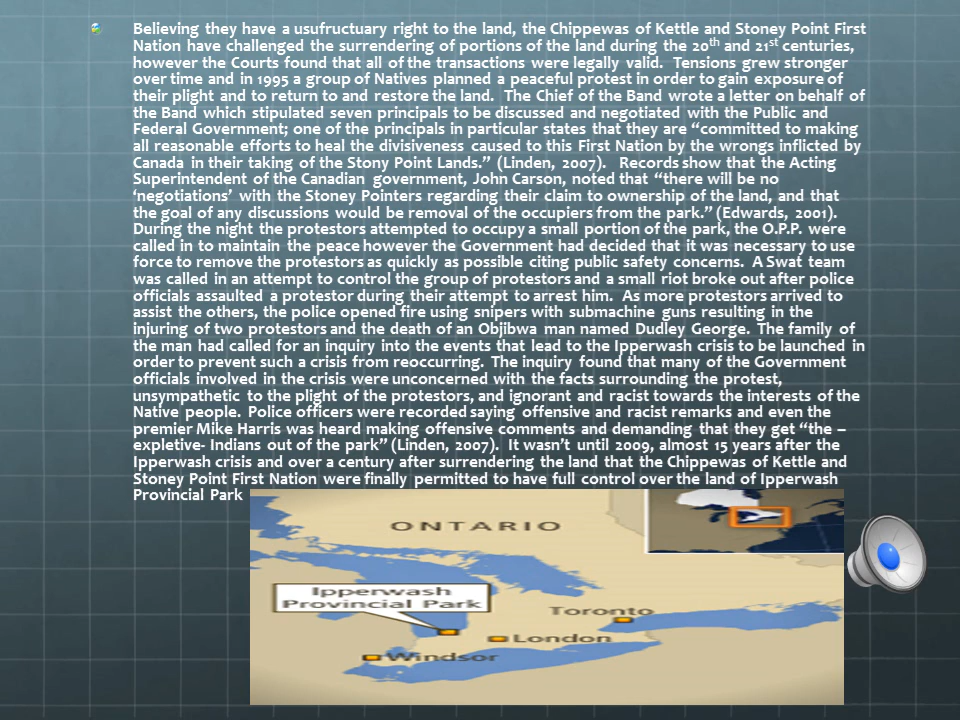 Believing they have a usufructuary right to the land, the Chippewas of Kettle and Stoney Point First
Nation have challenged the surrendering of portions of the land during the 20th and 21st centuries,
however the Courts found that all of the transactions were legally valid.  Tensions grew stronger
over time and in 1995 a group of Natives planned a peaceful protest in order to gain exposure of
their plight and to return to and restore the land.  The Chief of the Band wrote a letter on behalf of
the Band which stipulated seven principals to be discussed and negotiated with the Public and
Federal Government; one of the principals in particular states that they are “committed to making
all reasonable efforts to heal the divisiveness caused to this First Nation by the wrongs inflicted by
Canada in their taking of the Stony Point Lands.” (Linden, 2007).   Records show that the Acting
Superintendent of the Canadian government, John Carson, noted that “there will be no
‘negotiations’ with the Stoney Pointers regarding their claim to ownership of the land, and that
the goal of any discussions would be removal of the occupiers from the park.” (Edwards, 2001).
During the night the protestors attempted to occupy a small portion of the park, the O.P.P. were
called in to maintain the peace however the Government had decided that it was necessary to use
force to remove the protestors as quickly as possible citing public safety concerns.  A Swat team
was called in an attempt to control the group of protestors and a small riot broke out after police
officials assaulted a protestor during their attempt to arrest him.  As more protestors arrived to
assist the others, the police opened fire using snipers with submachine guns resulting in the
injuring of two protestors and the death of an Objibwa man named Dudley George.  The family of
the man had called for an inquiry into the events that lead to the Ipperwash crisis to be launched in
order to prevent such a crisis from reoccurring.  The inquiry found that many of the Government
officials involved in the crisis were unconcerned with the facts surrounding the protest,
unsympathetic to the plight of the protestors, and ignorant and racist towards the interests of the
Native people.  Police officers were recorded saying offensive and racist remarks and even the
premier Mike Harris was heard making offensive comments and demanding that they get “the –
expletive- Indians out of the park” (Linden, 2007).  It wasn’t until 2009, almost 15 years after the
Ipperwash crisis and over a century after surrendering the land that the Chippewas of Kettle and
Stoney Point First Nation were finally permitted to have full control over the land of Ipperwash
Provincial Park
ONTARIO
Ipperwash
Provincial Park
Toronto
London
Windsor